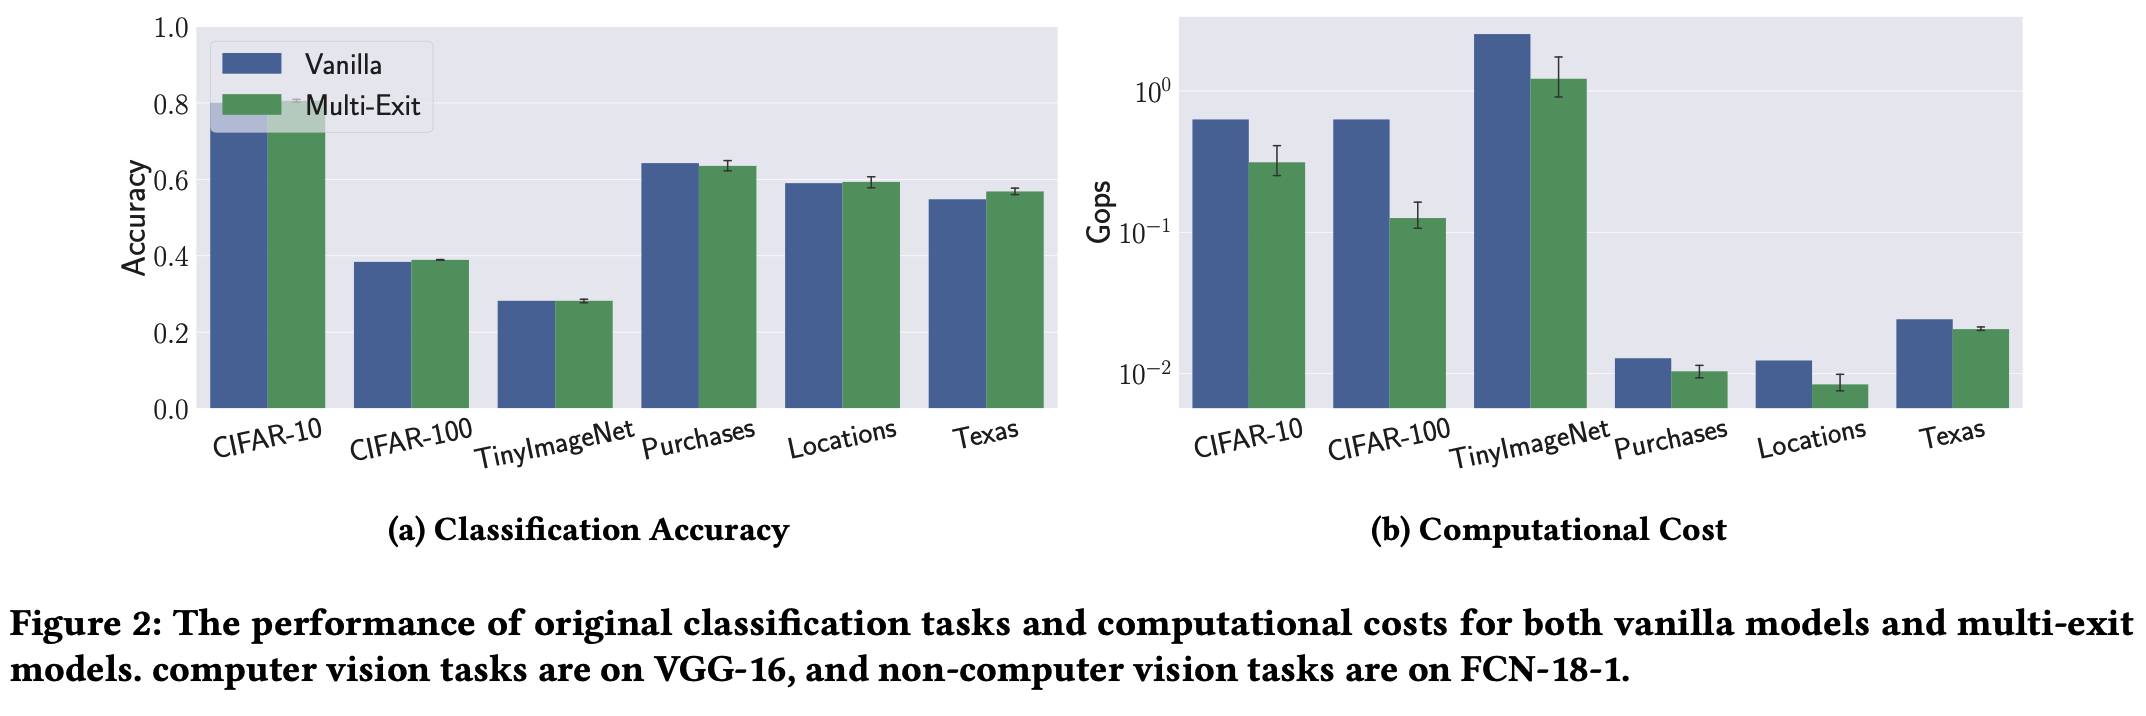 1.0
0.8
0.6
0.4
0.2
0.0
Accuracy
Vanilla
Multi-Exit
CIFAR-10
CIFAR-100
TinyImageNet
Purchases
Locations
Texas
(a) Classification Accuracy
10⁰
10⁻¹
10⁻²
Gops
CIFAR-10
CIFAR-100
TinyImageNet
Purchases
Locations
Texas
(b) Computational Cost
Figure 2: The performance of original classification tasks and computational costs for both vanilla models and multi-exit
models. computer vision tasks are on VGG-16, and non-computer vision tasks are on FCN-18-1.